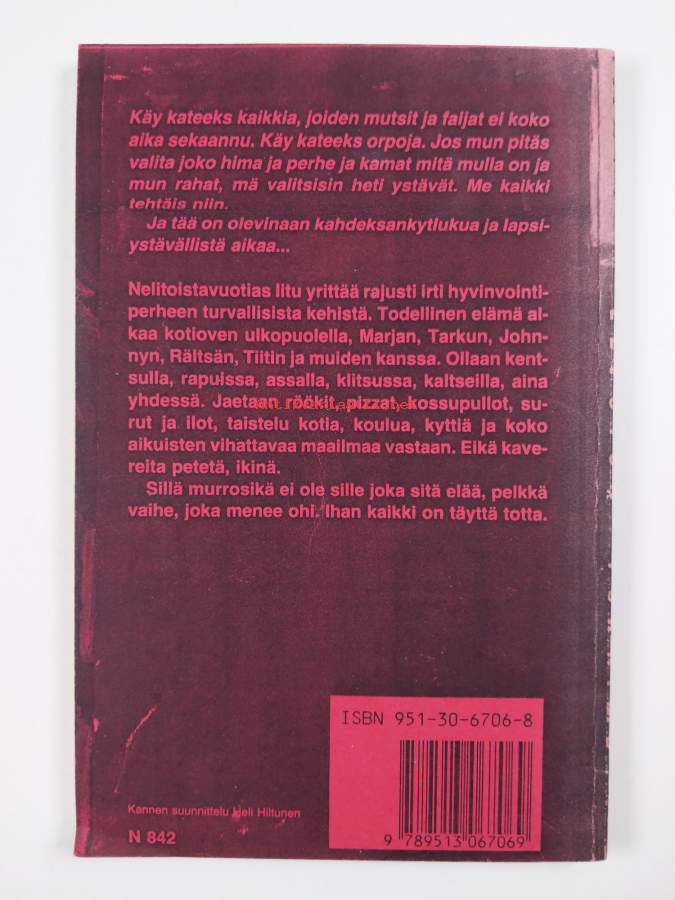 Käy kateeks kaikkia, joiden mutsit ja faijat ei koko
aika sekaannu. Käy kateeks orpoja. Jos mun pitäs
valita joko hima ja perhe ja kamat mitä mulla on ja
mun rahat, mä valitsisin heti ystävät. Me kaikki
tehtäis niin.
Ja tää on olevinaan kahdeksankytlukua ja lapsi-
ystävällistä aikaa...
Nelitoistavuotias Iitu yrittää rajusti irti hyvinvointi-
perheen turvallisista kehistä. Todellinen elämä al-
kaa kotioven ulkopuolella, Marjan, Tarkun, John-
nyn, Rältsän, Tiitin ja muiden kanssa. Ollaan kent-
sulla, rapuissa, assalla, klitsussa, kaltseilla, aina
yhdessä. Jaetaan röökit, pizzat, kossupullot, su-
rut ja ilot, taistelu kotia, koulua, kyttiä ja koko
aikuisten vihattavaa maailmaa vastaan. Eikä kave-
reita petetä, ikinä.
Sillä murrosikä ei ole sille joka sitä elää, pelkkä
vaihe, joka menee ohi. Ihan kaikki on täyttä totta.
ISBN 951-30-6706-8
Kannen suunnittelu Heli Hiltunen
N 842
9 789513 067069